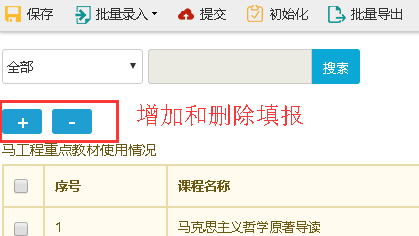 保存 批量录入 提交 初始化 批量导出
全部 搜索
+ - 增加和删除填报
马工程重点教材使用情况
序号 课程名称
1 马克思主义哲学原著导读